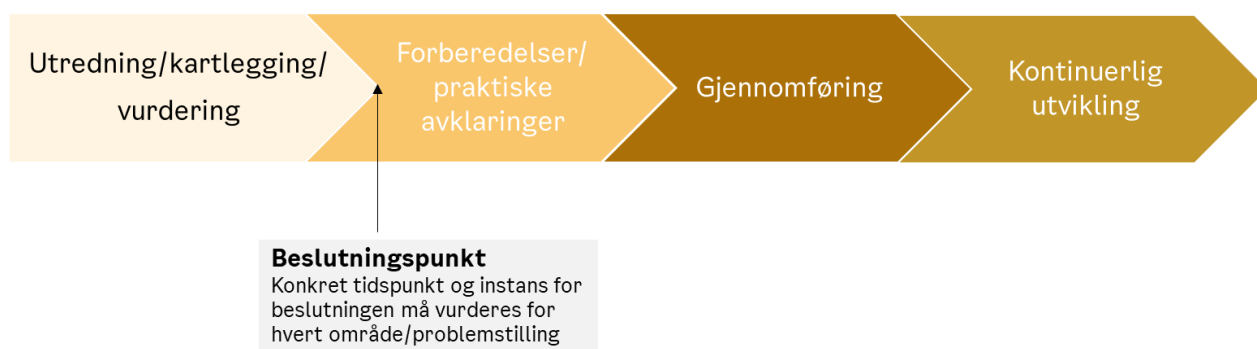 Utredning/kartlegging/
vurdering
Forberedelser/
praktiske
avklaringer
Gjennomføring
Kontinuerlig
utvikling
Beslutningspunkt
Konkret tidspunkt og instans for
beslutningen må vurderes for
hvert område/problemstilling